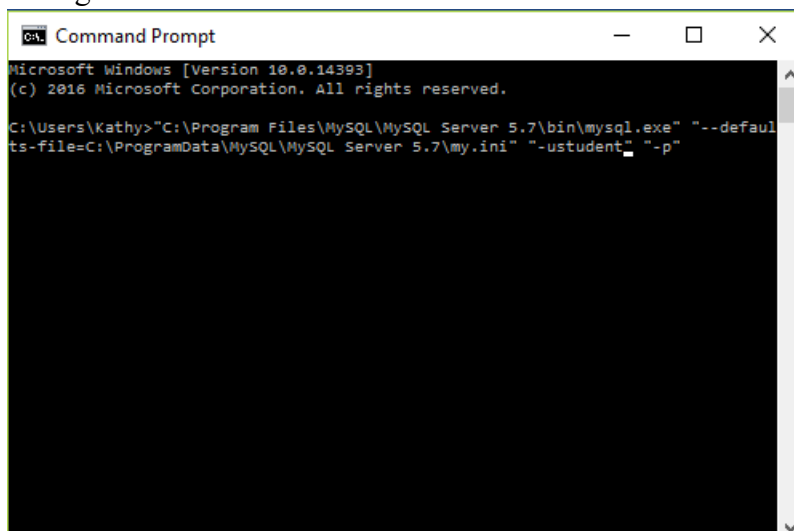 Command Prompt
Microsoft Windows [Version 10.0.14393]
(c) 2016 Microsoft Corporation. All rights reserved.
C:\Users\Kathy>"C:\Program Files\MySQL\MySQL Server 5.7\bin\mysql.exe" "--defaul
ts-file=C:\ProgramData\MySQL\MySQL Server 5.7\my.ini" "-ustudent" "-p"